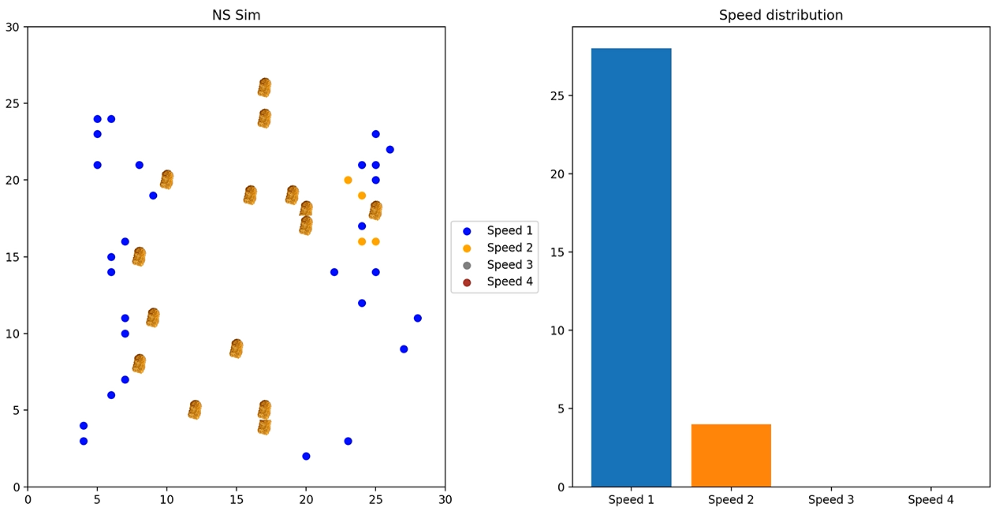 NS Sim
30
25
20
15
10
5
0
0 5 10 15 20 25 30
Speed 1
Speed 2
Speed 3
Speed 4
Speed distribution
25
20
15
10
5
0
Speed 1 Speed 2 Speed 3 Speed 4